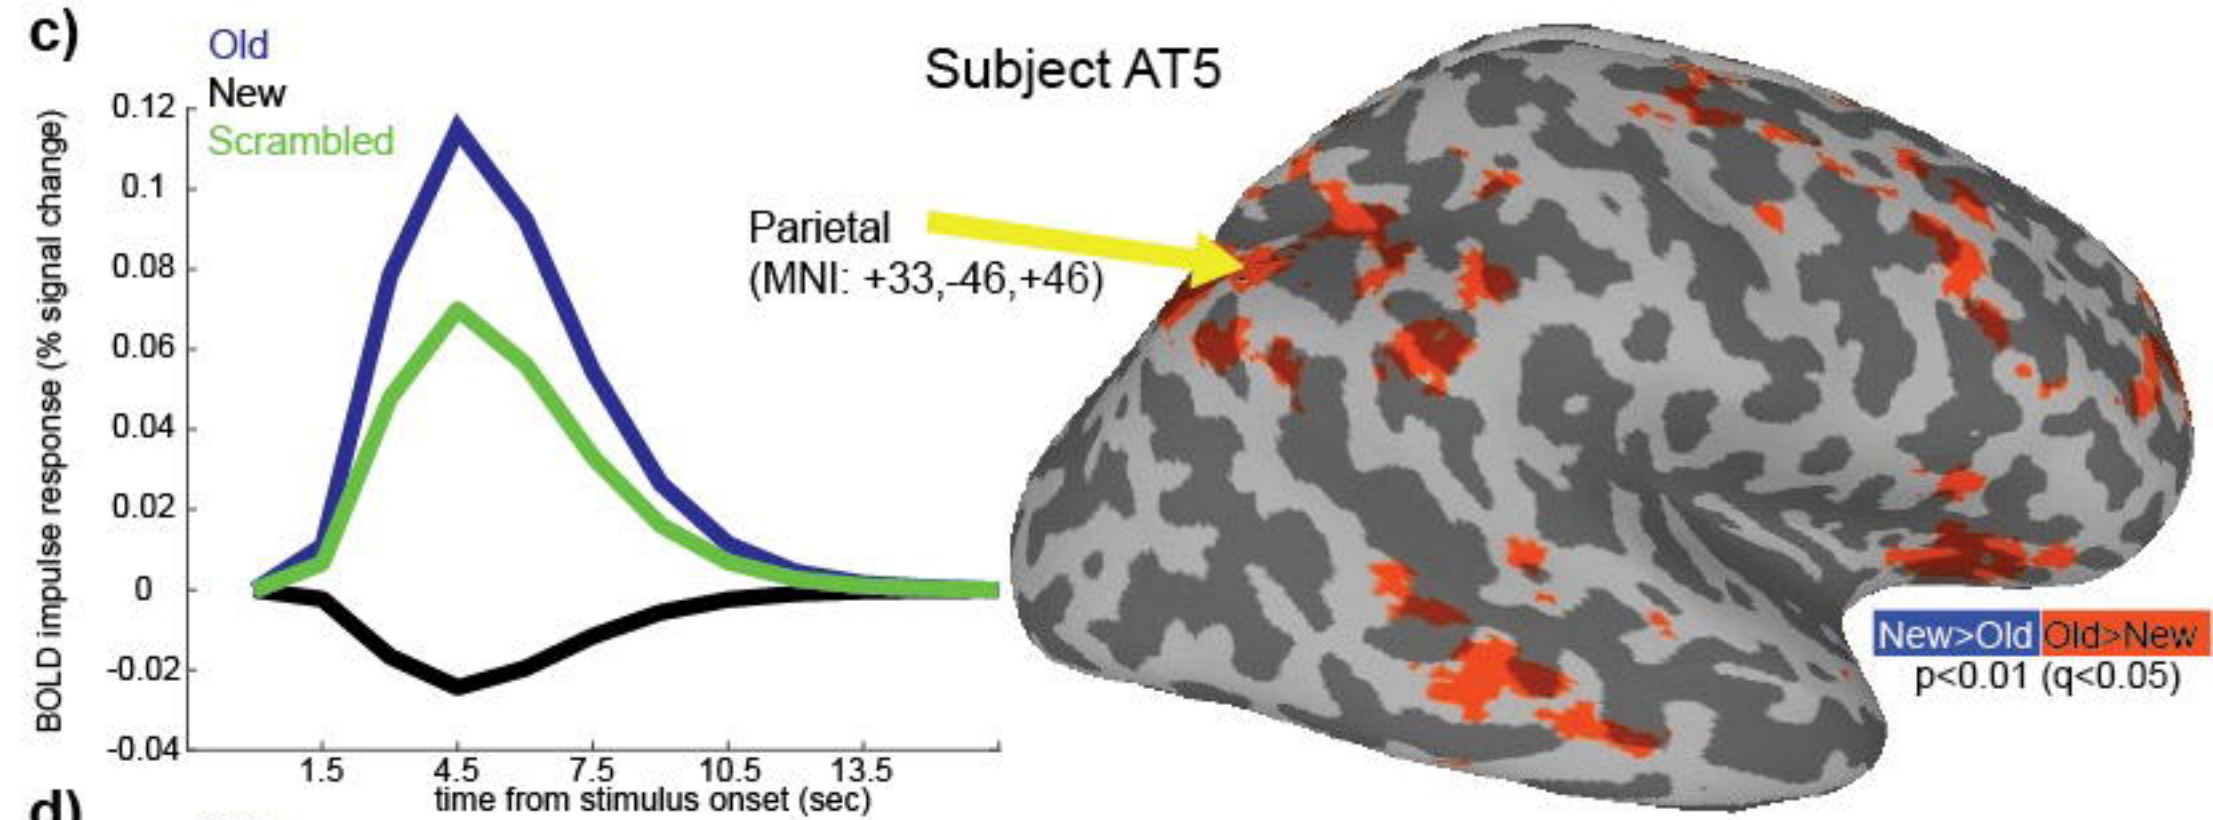 c)
Old
New
Scrambled
Subject AT5
BOLD impulse response (% signal change)
0.12
0.1
0.08
0.06
0.04
0.02
0
-0.02
-0.04
1.5 4.5 7.5 10.5 13.5
time from stimulus onset (sec)
Parietal
(MNI: +33,-46,+46)
New>Old Old>New
p<0.01 (q<0.05)
d)